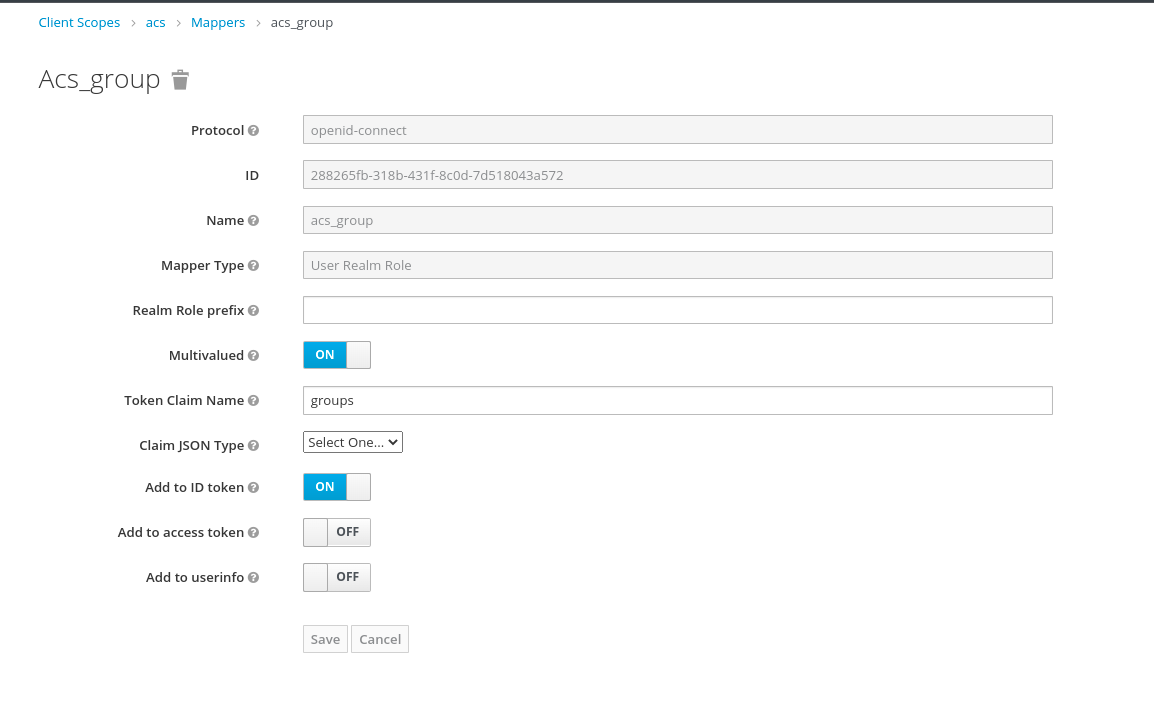 Client Scopes > acs > Mappers > acs_group
Acs_group
Protocol ? openid-connect
ID 288265fb-318b-431f-8c0d-7d518043a572
Name ? acs_group
Mapper Type ? User Realm Role
Realm Role prefix ?
Multivalued ? ON
Token Claim Name ? groups
Claim JSON Type ? Select One...
Add to ID token ? ON
Add to access token ? OFF
Add to userinfo ? OFF
Save Cancel